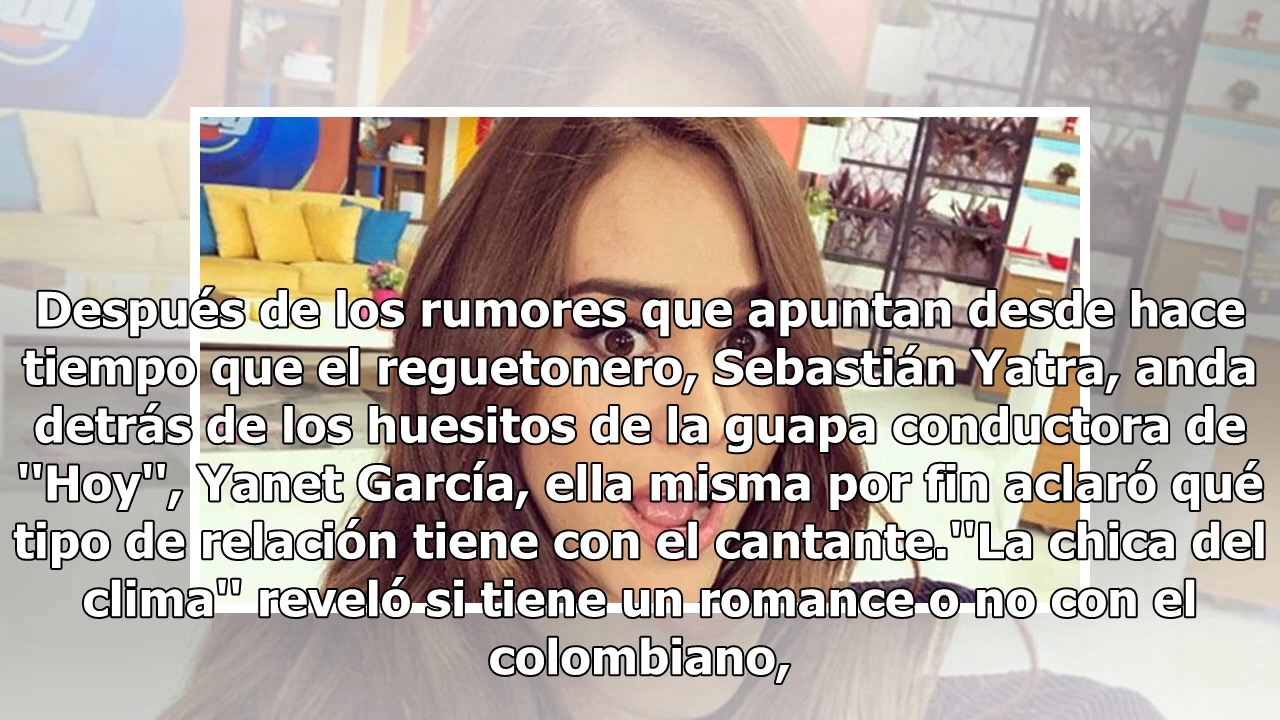 Después de los rumores que apuntan desde hace
tiempo que el reguetonero, Sebastián Yatra, anda
detrás de los huesitos de la guapa conductora de
"Hoy", Yanet García, ella misma por fin aclaró qué
tipo de relación tiene con el cantante."La chica del
clima" reveló si tiene un romance o no con el
colombiano,